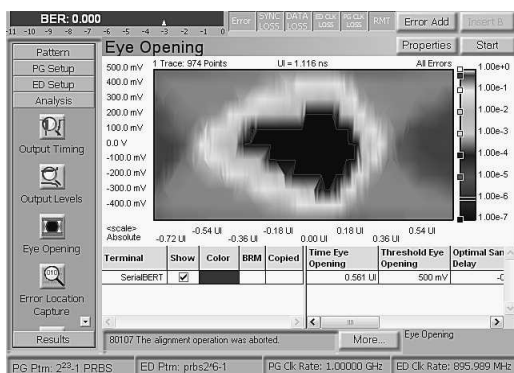 BER: 0.000
-11 -10 -9 -8 -7 -6 -5 -4 -3 -2 -1 0
Error
SYNC LOSS
DATA LOSS
ED CLK LOSS
PG CLK LOSS
RMT
Error Add
Insert B
Pattern
PG Setup
ED Setup
Analysis
Output Timing
Output Levels
Eye Opening
Error Location Capture
Results
Eye Opening
Properties
Start
1 Trace: 974 Points
UI = 1.116 ns
All Errors
500.0 mV
400.0 mV
300.0 mV
200.0 mV
100.0 mV
0.0 V
-100.0 mV
-200.0 mV
-300.0 mV
-400.0 mV
1.00e+0
1.00e-1
1.00e-2
1.00e-3
1.00e-4
1.00e-5
1.00e-6
1.00e-7
<scale>
Absolute
-0.72 UI -0.54 UI -0.36 UI -0.18 UI 0.00 UI 0.18 UI 0.36 UI 0.54 UI
Terminal Show Color BRM Copied Time Eye Opening Threshold Eye Opening Optimal San Delay
SerialBERT 0.561 UI 500 mV -0
80107 The alignment operation was aborted.
More...
Eye Opening
PG Ptrn: 2^23-1 PRBS
ED Ptrn: prbs2^6-1
PG Clk Rate: 1.00000 GHz
ED Clk Rate: 895.989 MHz